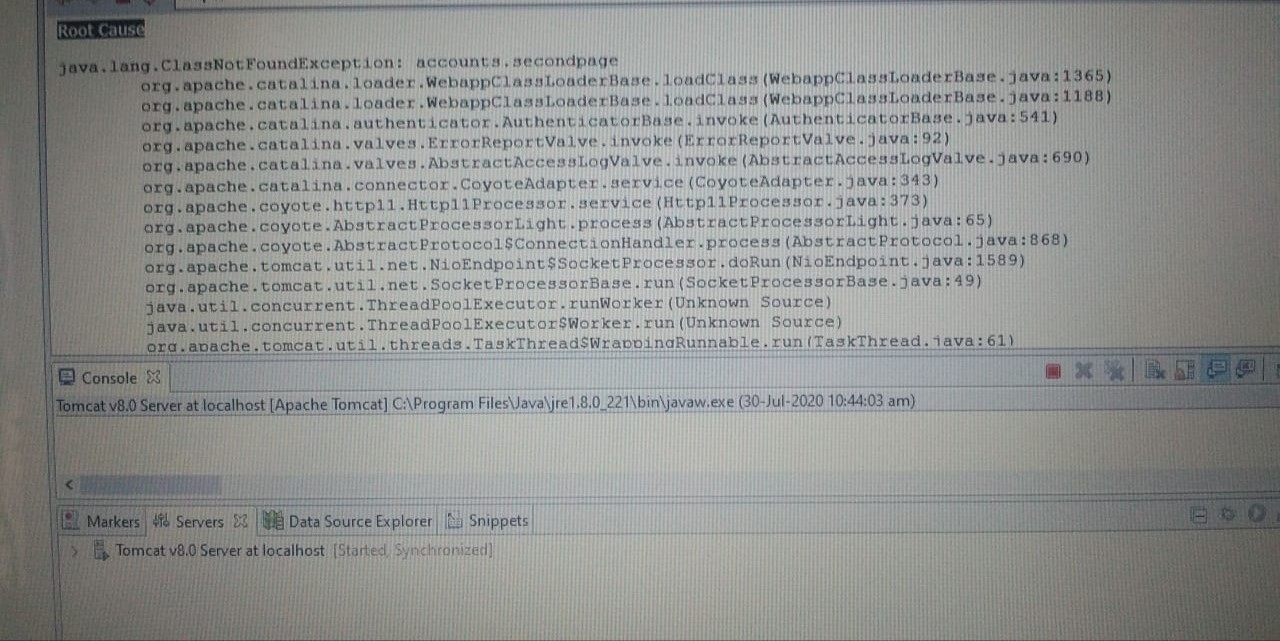 Root Cause
java.lang.ClassNotFoundException: accounts.secondpage
org.apache.catalina.loader.WebappClassLoaderBase.loadClass(WebappClassLoaderBase.java:1365)
org.apache.catalina.loader.WebappClassLoaderBase.loadClass(WebappClassLoaderBase.java:1188)
org.apache.catalina.authenticator.AuthenticatorBase.invoke(AuthenticatorBase.java:541)
org.apache.catalina.valves.ErrorReportValve.invoke(ErrorReportValve.java:92)
org.apache.catalina.valves.AbstractAccessLogValve.invoke(AbstractAccessLogValve.java:690)
org.apache.catalina.connector.CoyoteAdapter.service(CoyoteAdapter.java:343)
org.apache.coyote.http11.Http11Processor.service(Http11Processor.java:373)
org.apache.coyote.AbstractProcessorLight.process(AbstractProcessorLight.java:65)
org.apache.coyote.AbstractProtocol$ConnectionHandler.process(AbstractProtocol.java:868)
org.apache.tomcat.util.net.NioEndpoint$SocketProcessor.doRun(NioEndpoint.java:1589)
org.apache.tomcat.util.net.SocketProcessorBase.run(SocketProcessorBase.java:49)
java.util.concurrent.ThreadPoolExecutor.runWorker(Unknown Source)
java.util.concurrent.ThreadPoolExecutor$Worker.run(Unknown Source)
org.apache.tomcat.util.threads.TaskThread$WrappingRunnable.run(TaskThread.java:61)
Console
Tomcat v8.0 Server at localhost [Apache Tomcat] C:\Program Files\Java\jre1.8.0_221\bin\javaw.exe (30-Jul-2020 10:44:03 am)
Markers Servers Data Source Explorer Snippets
Tomcat v8.0 Server at localhost [Started, Synchronized]